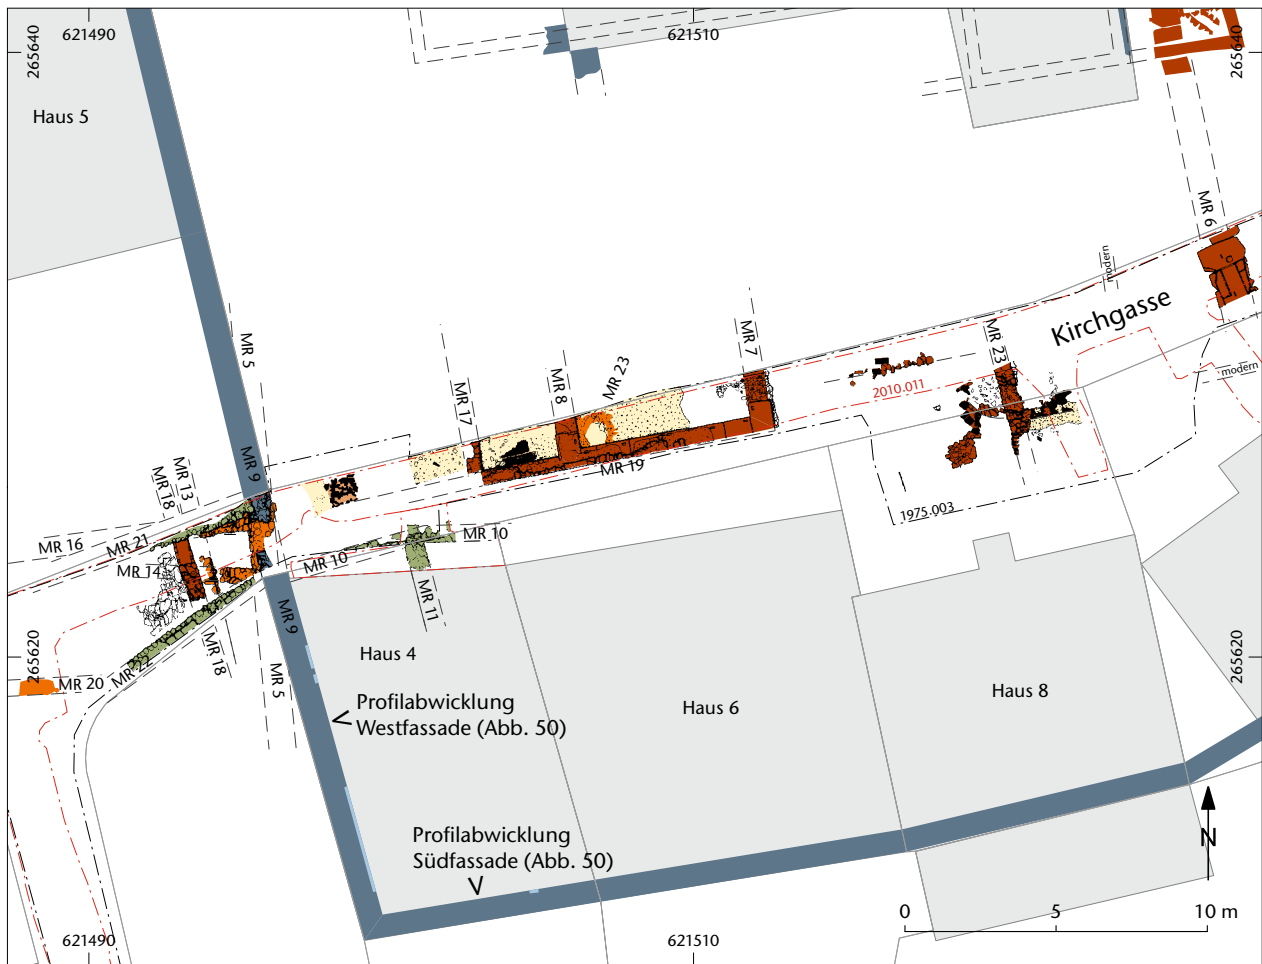 621490
621510
265640
265640
Haus 5
MR 6
modern
Kirchgasse
MR 5
MR 7
MR 23
modern
MR 8
MR 23
2010.011
MR 17
MR 19
MR 9
MR 13
MR 18
1975.003
MR 16
MR 21
MR 10
MR 10
MR 14
MR 11
MR 9
MR 18
Haus 4
MR 22
265620
265620
MR 20
MR 5
Profilabwicklung
Westfassade (Abb. 50)
Haus 6
Haus 8
Profilabwicklung
Südfassade (Abb. 50)
N
0 5 10 m
621490
621510